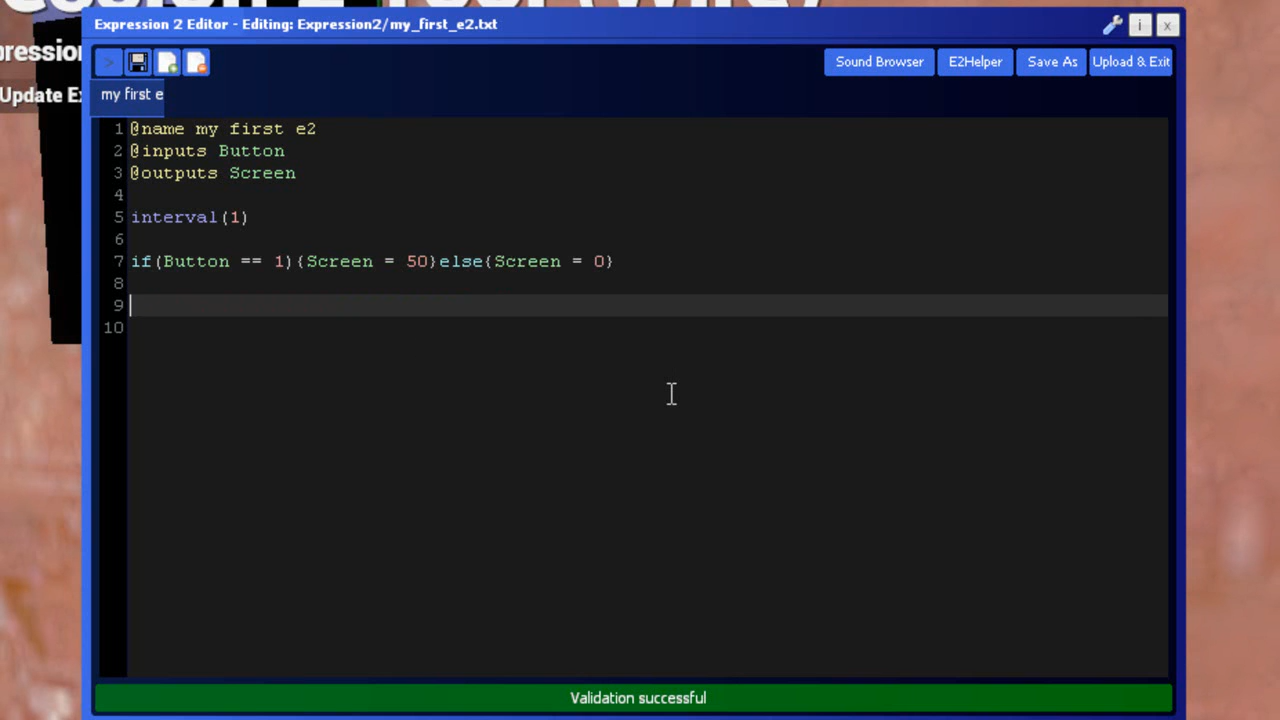 Expression 2 Editor - Editing: Expression2/my_first_e2.txt
i
x
>
Sound Browser
E2Helper
Save As
Upload & Exit
Update
my first e
1 @name my first e2
2 @inputs Button
3 @outputs Screen
4
5 interval(1)
6
7 if(Button == 1){Screen = 50}else{Screen = 0}
8
9
10
Validation successful